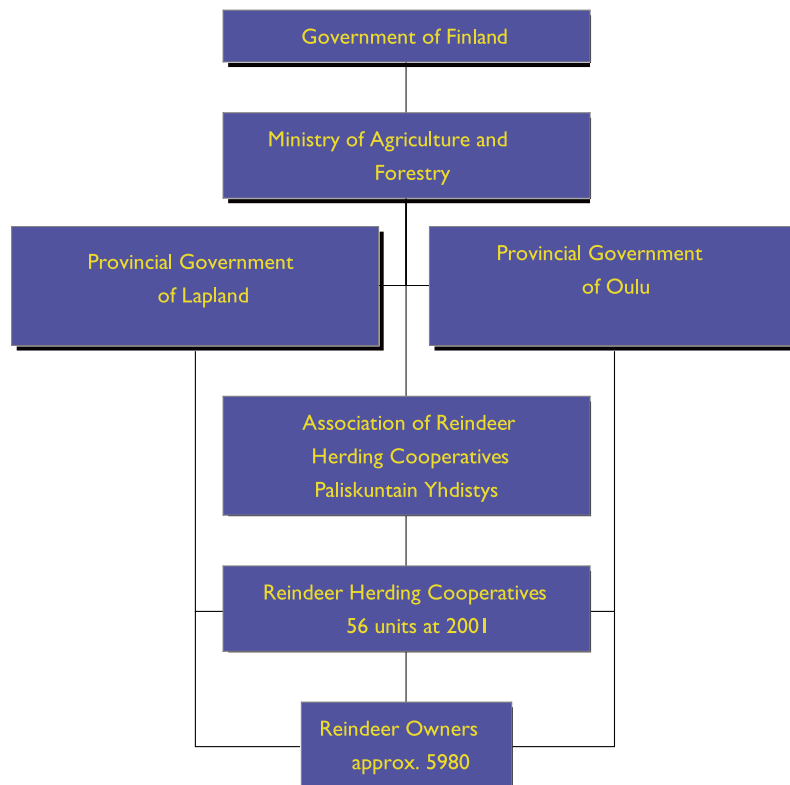 Government of Finland
Ministry of Agriculture and
Forestry
Provincial Government
of Lapland
Provincial Government
of Oulu
Association of Reindeer
Herding Cooperatives
Paliskuntain Yhdistys
Reindeer Herding Cooperatives
56 units at 2001
Reindeer Owners
approx. 5980